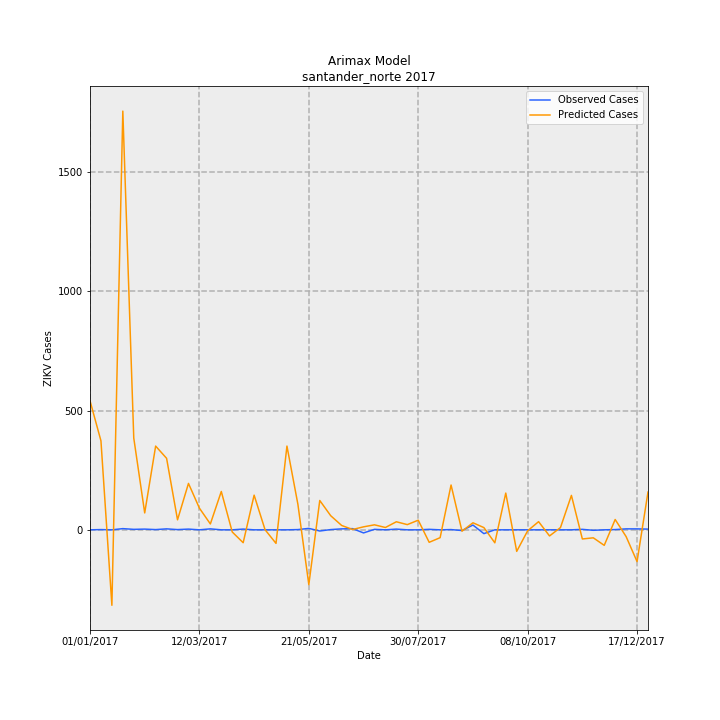 Arimax Model
santander_norte 2017
Observed Cases
Predicted Cases
1500
1000
500
0
ZIKV Cases
01/01/2017
12/03/2017
21/05/2017
30/07/2017
08/10/2017
17/12/2017
Date